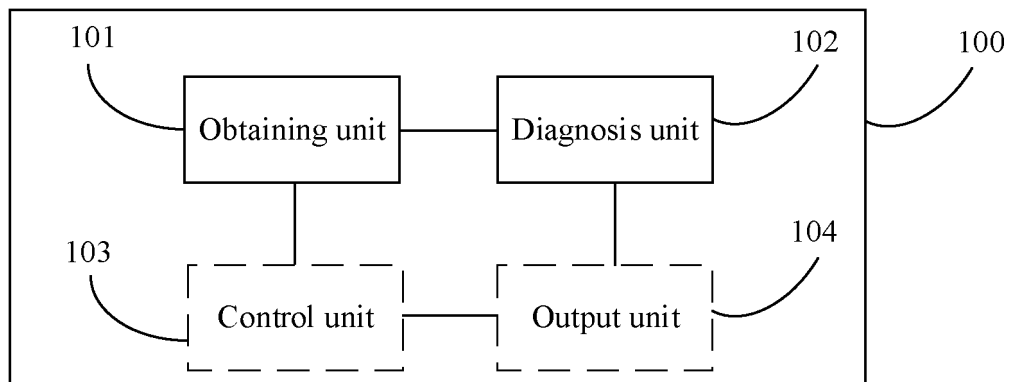 101
102
100
Obtaining unit
Diagnosis unit
103
104
Control unit
Output unit